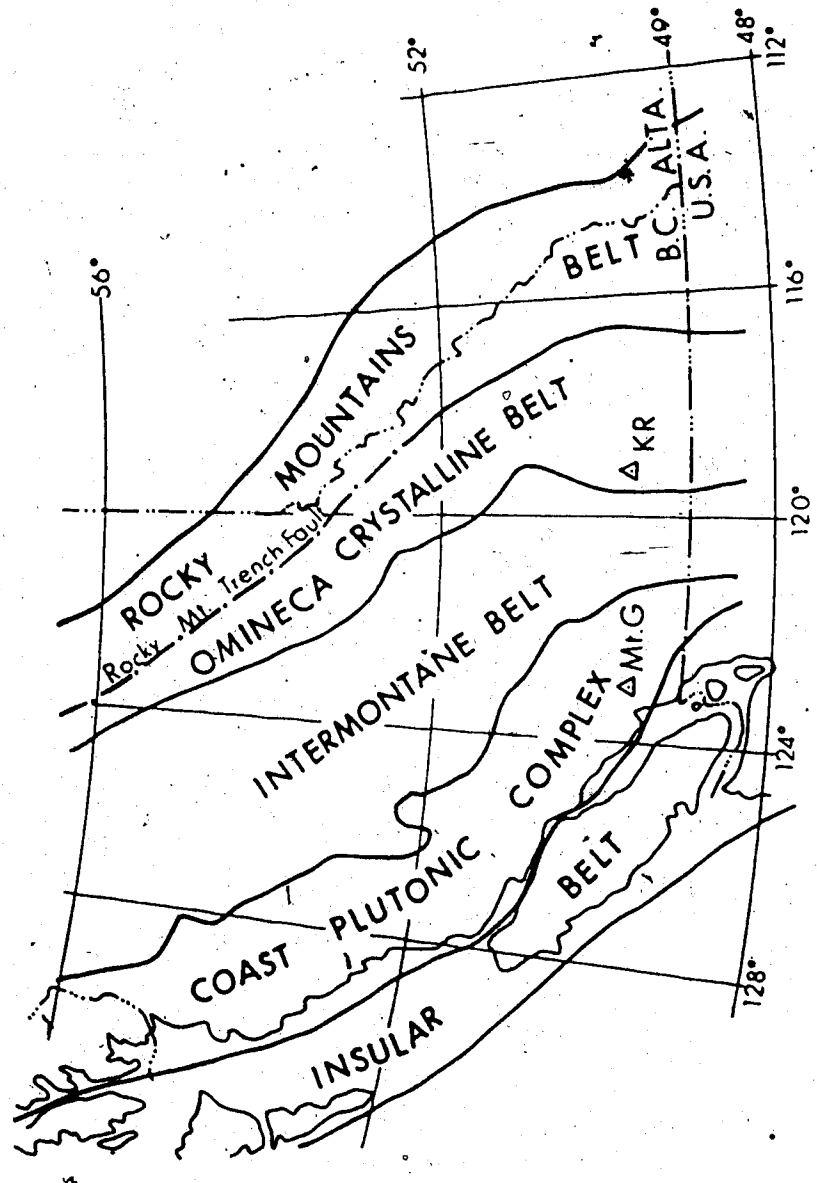 56°
52°
49°
48°
112°
116°
120°
124°
128°
ROCKY MOUNTAINS BELT
Rocky Mt. Trench Fault
OMINECA CRYSTALLINE BELT
INTERMONTANE BELT
COAST PLUTONIC COMPLEX
INSULAR BELT
B.C. ALTA.
U.S.A.
KR
Mt.G